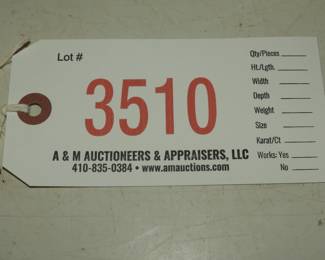 Lot #
3510
A & M AUCTIONEERS & APPRAISERS, LLC
410-835-0384 • www.amauctions.com
Qty/Pieces
Ht./Lgth.
Width
Depth
Weight
Size
Karat/Ct
Works: Yes
No